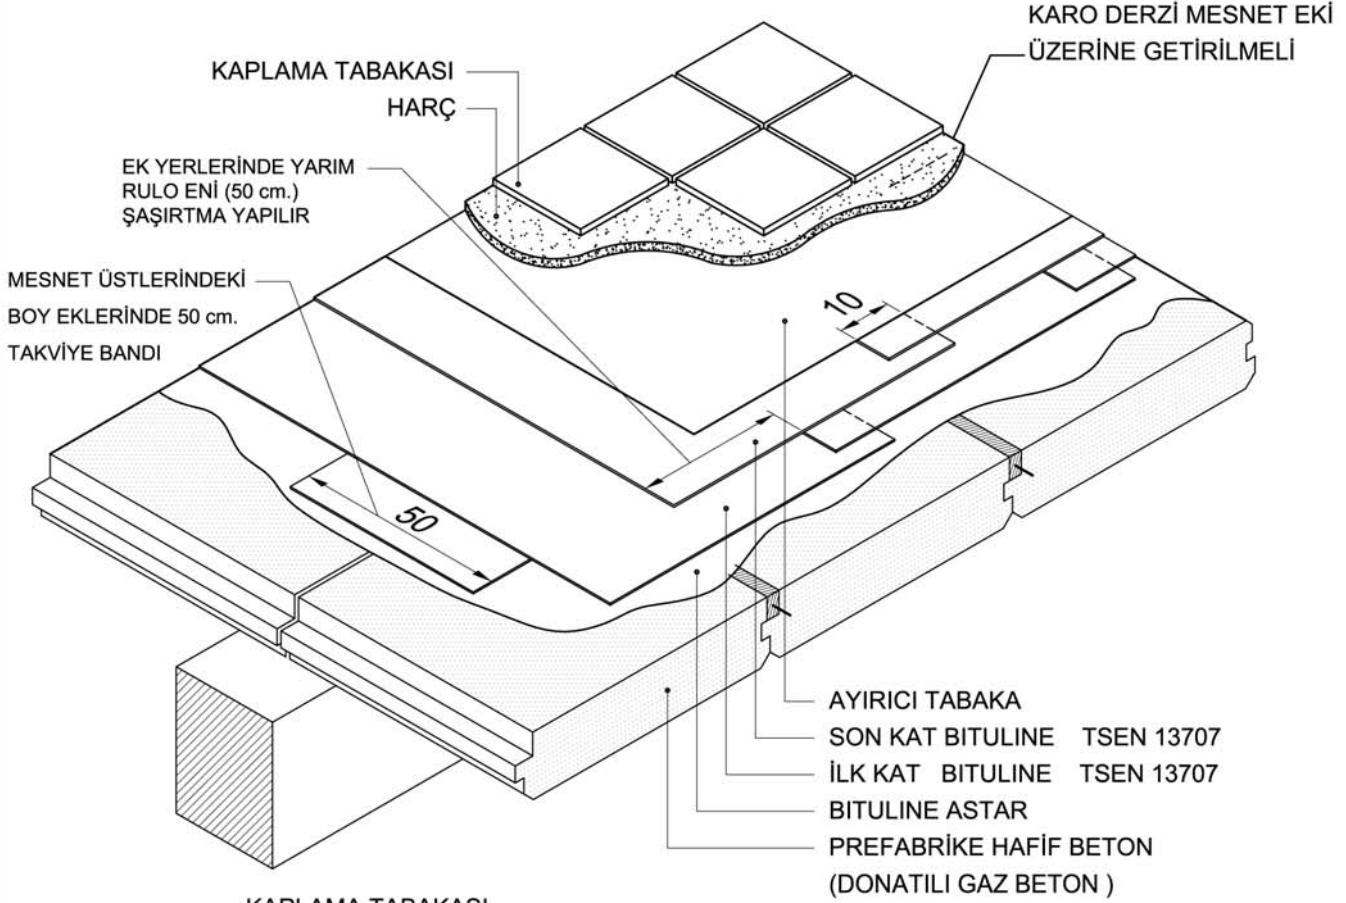 KARO DERZİ MESNET EKİ
ÜZERİNE GETİRİLMELİ
KAPLAMA TABAKASI
HARÇ
EK YERLERİNDE YARIM
RULO ENİ (50 cm.)
ŞAŞIRTMA YAPILIR
MESNET ÜSTLERİNDEKİ
BOY EKLERİNDE 50 cm.
TAKVİYE BANDI
10
50
AYIRICI TABAKA
SON KAT BITULINE TSEN 13707
İLK KAT BITULINE TSEN 13707
BITULINE ASTAR
PREFABRİKE HAFİF BETON
(DONATILI GAZ BETON )
KAPLAMA TABAKASI